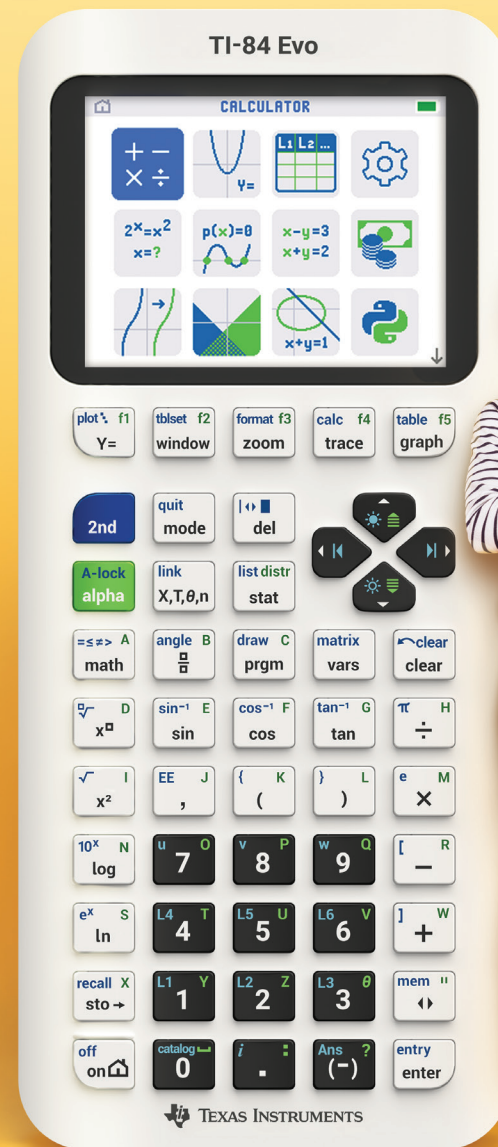 TI-84 Evo
CALCULATOR
+ −
× ÷
Y=
L1 L2 ...
2ˣ=x²
x=?
p(x)=0
x-y=3
x+y=2
x+y=1
plot f1 tblset f2 format f3 calc f4 table f5
Y= window zoom trace graph
quit
2nd mode del
A-lock link list distr
alpha X,T,θ,n stat
=≤≠> A angle B draw C matrix clear
math prgm vars clear
D sin⁻¹ E cos⁻¹ F tan⁻¹ G π H
x sin cos tan ÷
√ I EE J { K } L e M
x² , ( ) ×
10ˣ N u O v P w Q [ R
log 7 8 9 −
eˣ S L4 T L5 U L6 V ] W
ln 4 5 6 +
recall X L1 Y L2 Z L3 θ mem "
sto→ 1 2 3
off catalog i : Ans ? entry
on 0 . (−) enter
TEXAS INSTRUMENTS